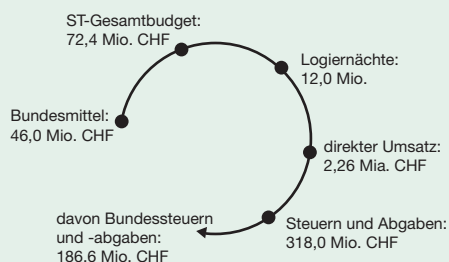 ST-Gesamtbudget:
72,4 Mio. CHF
Logiernächte:
12,0 Mio.
Bundesmittel:
46,0 Mio. CHF
direkter Umsatz:
2,26 Mia. CHF
davon Bundessteuern
und -abgaben:
186,6 Mio. CHF
Steuern und Abgaben:
318,0 Mio. CHF